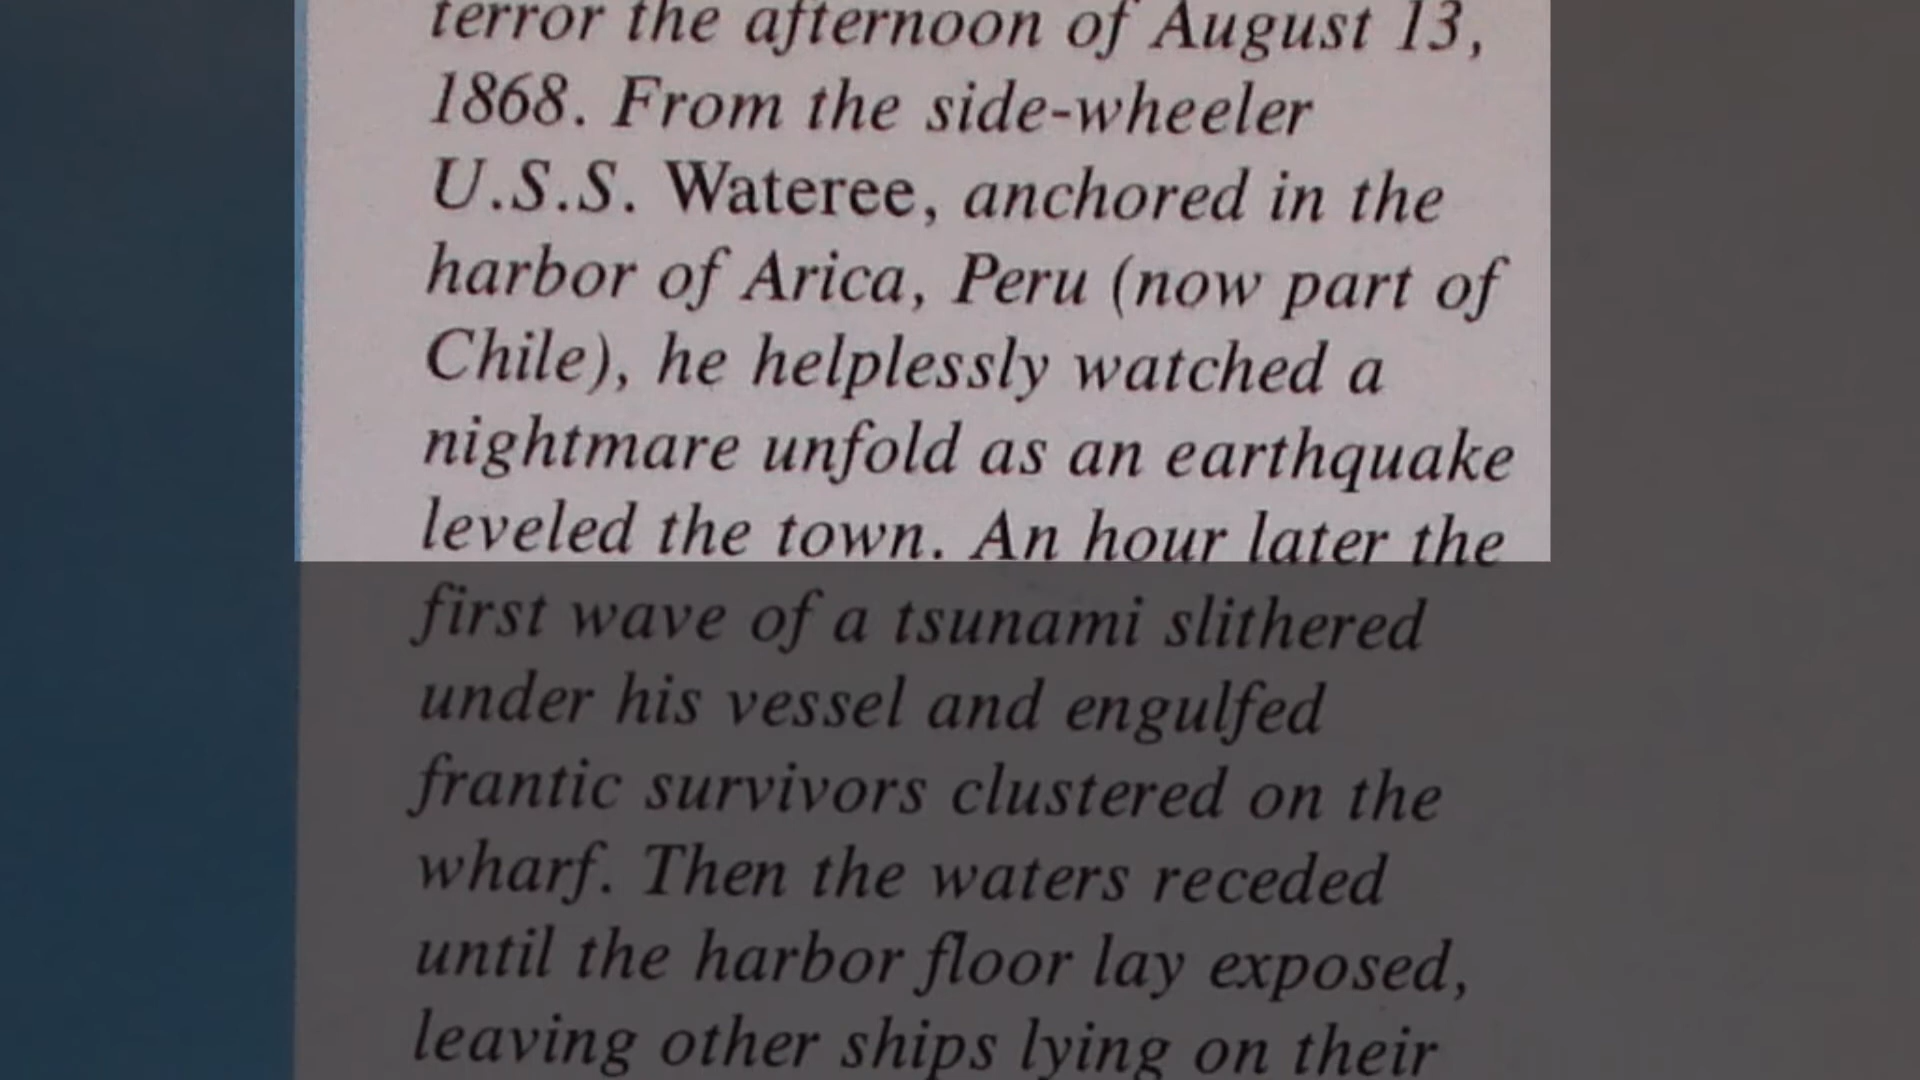 terror the afternoon of August 13,
1868. From the side-wheeler
U.S.S. Wateree, anchored in the
harbor of Arica, Peru (now part of
Chile), he helplessly watched a
nightmare unfold as an earthquake
leveled the town. An hour later the
first wave of a tsunami slithered
under his vessel and engulfed
frantic survivors clustered on the
wharf. Then the waters receded
until the harbor floor lay exposed,
leaving other ships lying on their